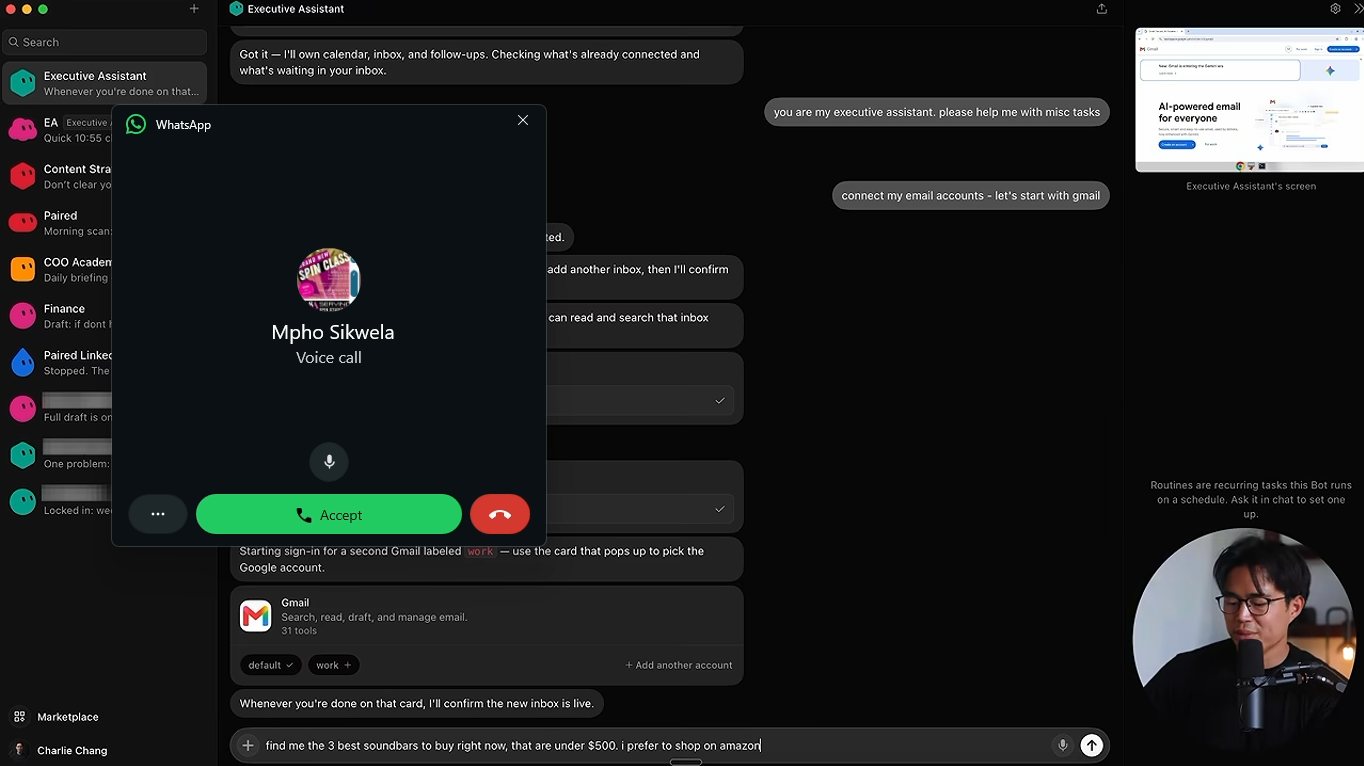 Executive Assistant
Search
Executive Assistant
Whenever you're done on that...
EA Executive
Quick 10:55 c
Content Stra
Don't clear yo
Paired
Morning scan:
COO Academ
Daily briefing
Finance
Draft: if dont h
Paired Linked
Stopped. The
Full draft is on
One problem:
Locked in: we
Marketplace
Charlie Chang
Got it — I'll own calendar, inbox, and follow-ups. Checking what's already connected and
what's waiting in your inbox.
you are my executive assistant. please help me with misc tasks
connect my email accounts - let's start with gmail
ted.
add another inbox, then I'll confirm
can read and search that inbox
WhatsApp
SPIN CLASS
Mpho Sikwela
Voice call
Accept
Starting sign-in for a second Gmail labeled work — use the card that pops up to pick the
Google account.
Gmail
Search, read, draft, and manage email.
31 tools
default
work +
+ Add another account
Whenever you're done on that card, I'll confirm the new inbox is live.
find me the 3 best soundbars to buy right now, that are under $500. i prefer to shop on amazon
Gmail
AI-powered email
for everyone
Create an account
Executive Assistant's screen
Routines are recurring tasks this Bot runs
on a schedule. Ask it in chat to set one
up.